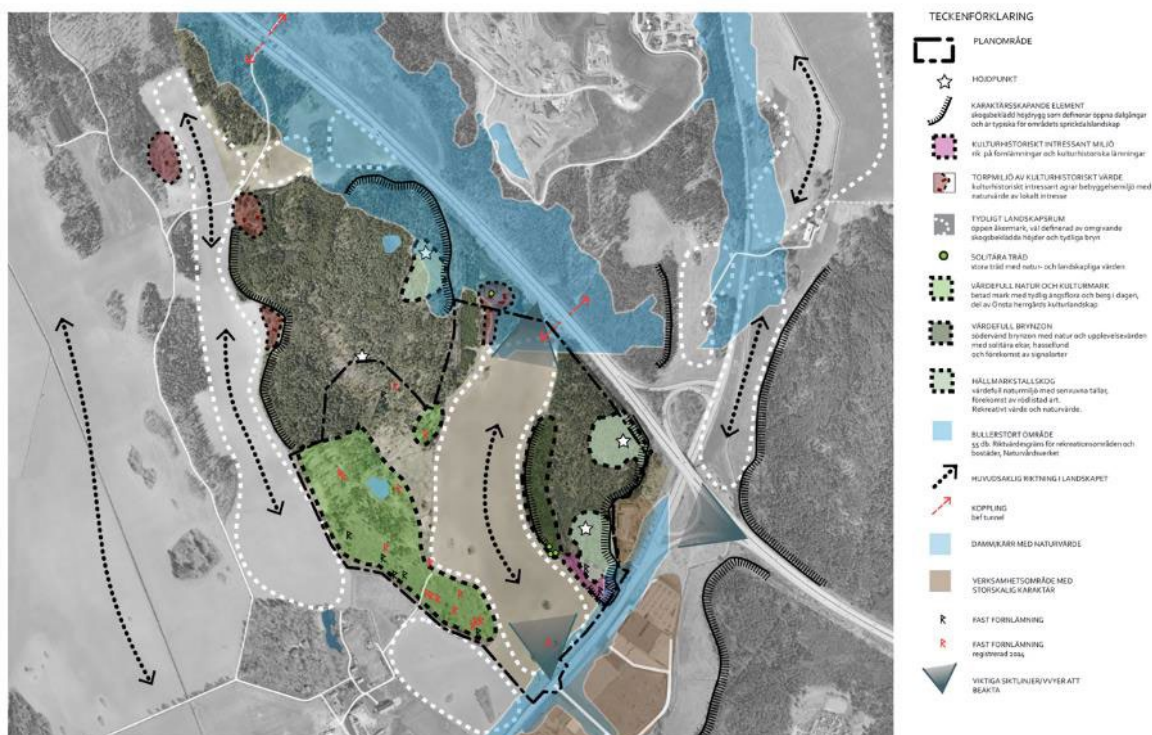 TECKENFÖRKLARING
PLANOMRÅDE
HÖJDPUNKT
KARAKTÄRSSKAPANDE ELEMENT
skogsbeklädd höjdrygg som definerar öppna dalgångar
och är typiska för områdets sprickdalslandskap
KULTURHISTORISKT INTRESSANT MILJÖ
rik på fornlämningar och kulturhistoriska lämningar
TORPMILJÖ AV KULTURHISTORISKT VÄRDE
kulturhistoriskt intressant agrar bebyggelsemiljö med
naturvärde av lokalt intresse
TYDLIGT LANDSKAPSRUM
öppen åkermark, väl definerad av omgivande
skogsbeklädda höjder och tydliga bryn
SOLITÄRA TRÄD
stora träd med natur- och landskapliga värden
VÄRDEFULL NATUR OCH KULTURMARK
betad mark med tydlig ängsflora och berg i dagen,
del av Önsta herrgårds kulturlandskap
VÄRDEFULL BRYNZON
södervänd brynzon med natur och upplevelsevärden
med solitära ekar, hassellund
och förekomst av signalarter
HÄLLMARKSTALLSKOG
värdefull naturmiljö med senvuxna tallar,
förekomst av rödlistad art.
Rekreativt värde och naturvärde.
BULLERSTÖRT OMRÅDE
55 db. Riktvärdesgräns för rekreationsområden och
bostäder, Naturvårdsverket
HUVUDSAKLIG RIKTNING I LANDSKAPET
KOPPLING
bef tunnel
DAMM/KÄRR MED NATURVÄRDE
VERKSAMHETSOMRÅDE MED
STORSKALIG KARAKTÄR
FAST FORNLÄMNING
FAST FORNLÄMNING
registrerad 2014
VIKTIGA SIKTLINJER/VYER ATT
BEAKTA